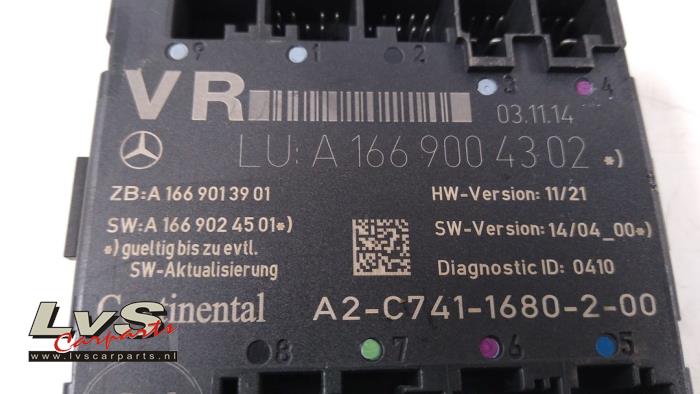 9 1 2 3 4
VR
03.11.14
LU: A 166 900 43 02 *)
ZB:A 166 901 39 01
HW-Version: 11/21
SW:A 166 902 45 01*)
SW-Version: 14/04_00*)
*) gueltig bis zu evtl.
SW-Aktualisierung
Diagnostic ID: 0410
Continental
A2-C741-1680-2-00
LvS
Carparts
www.lvscarparts.nl
8 7 6 5